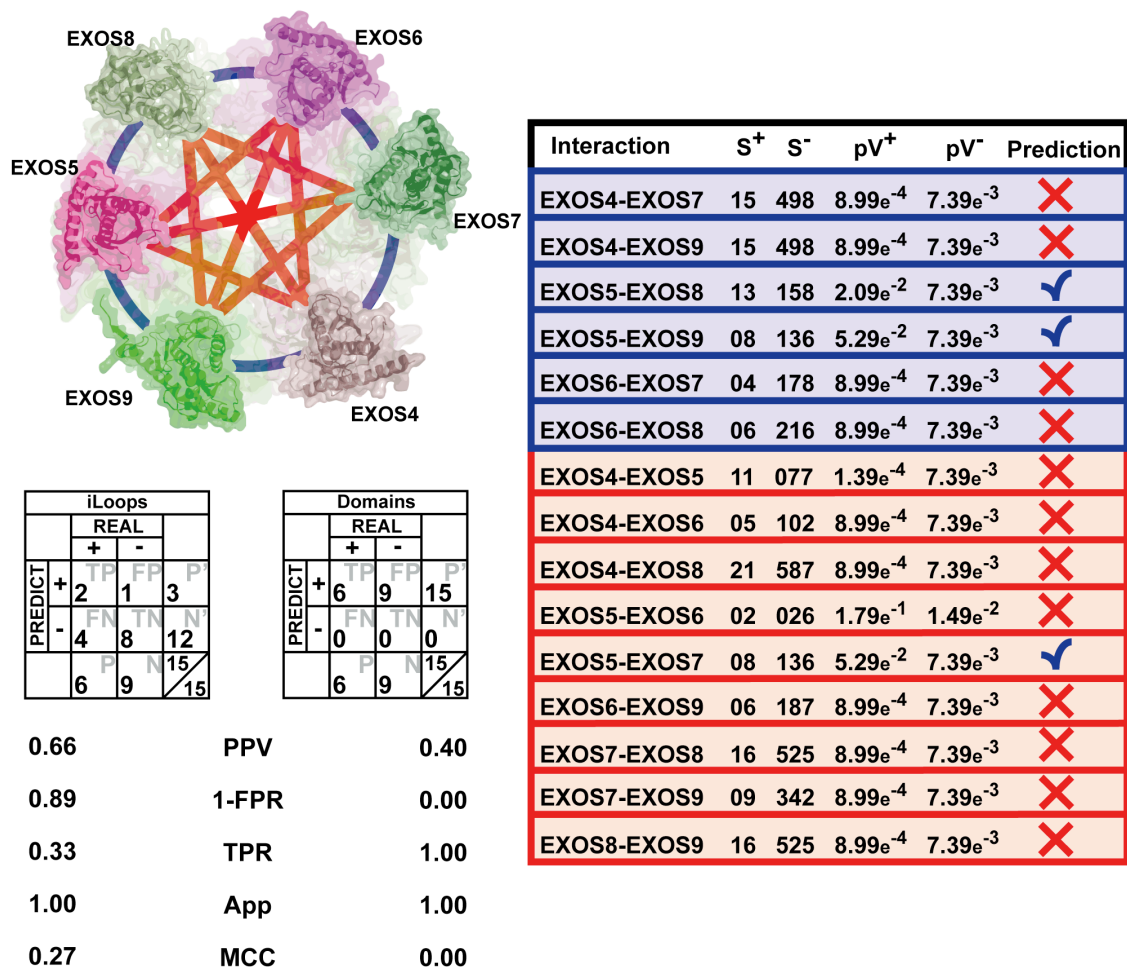 EXOS8
EXOS6
EXOS5
EXOS7
EXOS9
EXOS4
Interaction S+ S- pV+ pV- Prediction
EXOS4-EXOS7 15 498 8.99e-4 7.39e-3 ✗
EXOS4-EXOS9 15 498 8.99e-4 7.39e-3 ✗
EXOS5-EXOS8 13 158 2.09e-2 7.39e-3 ✓
EXOS5-EXOS9 08 136 5.29e-2 7.39e-3 ✓
EXOS6-EXOS7 04 178 8.99e-4 7.39e-3 ✗
EXOS6-EXOS8 06 216 8.99e-4 7.39e-3 ✗
EXOS4-EXOS5 11 077 1.39e-4 7.39e-3 ✗
EXOS4-EXOS6 05 102 8.99e-4 7.39e-3 ✗
EXOS4-EXOS8 21 587 8.99e-4 7.39e-3 ✗
EXOS5-EXOS6 02 026 1.79e-1 1.49e-2 ✗
EXOS5-EXOS7 08 136 5.29e-2 7.39e-3 ✓
EXOS6-EXOS9 06 187 8.99e-4 7.39e-3 ✗
EXOS7-EXOS8 16 525 8.99e-4 7.39e-3 ✗
EXOS7-EXOS9 09 342 8.99e-4 7.39e-3 ✗
EXOS8-EXOS9 16 525 8.99e-4 7.39e-3 ✗
iLoops
REAL
+ -
PREDICT
+ TP 2 FP 1 P' 3
- FN 4 TN 8 N' 12
P 6 N 9 15/15
Domains
REAL
+ -
PREDICT
+ TP 6 FP 9 P' 15
- FN 0 TN 0 N' 0
P 6 N 9 15/15
0.66 PPV 0.40
0.89 1-FPR 0.00
0.33 TPR 1.00
1.00 App 1.00
0.27 MCC 0.00